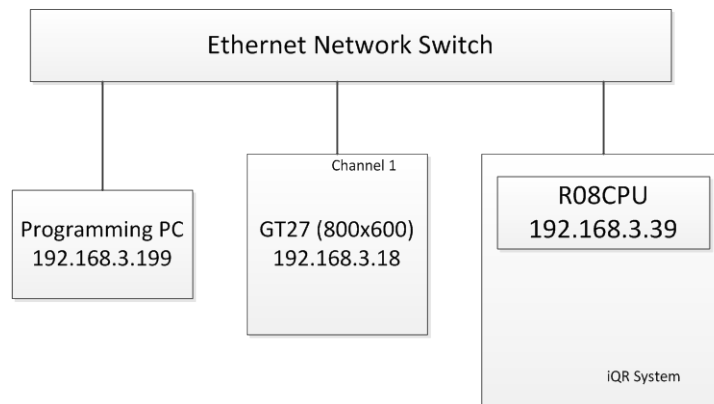 Ethernet Network Switch
Channel 1
Programming PC
192.168.3.199
GT27 (800x600)
192.168.3.18
R08CPU
192.168.3.39
iQR System